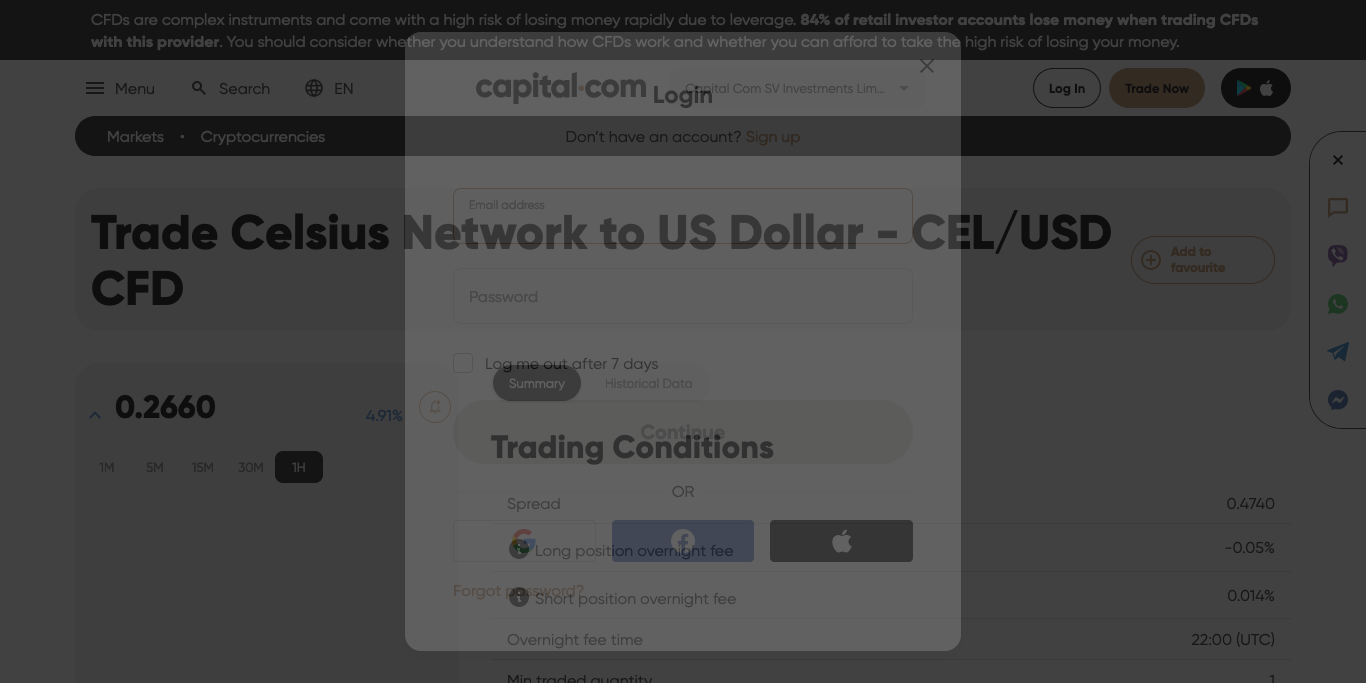 CFDs are complex instruments and come with a high risk of losing money rapidly due to leverage. 84% of retail investor accounts lose money when trading CFDs
with this provider. You should consider whether you understand how CFDs work and whether you can afford to take the high risk of losing your money.
Menu
Search
EN
capital.com
Capital Com SV Investments Lim...
Login
Log In
Trade Now
Markets
Cryptocurrencies
Don't have an account? Sign up
Email address
Trade Celsius Network to US Dollar - CEL/USD
CFD
Add to
favourite
Password
Log me out after 7 days
Summary
Historical Data
0.2660
4.91%
1M
5M
15M
30M
1H
Continue
Trading Conditions
OR
Spread
0.4740
Long position overnight fee
-0.05%
Forgot password?
Short position overnight fee
0.014%
Overnight fee time
22:00 (UTC)
Min traded quantity
1